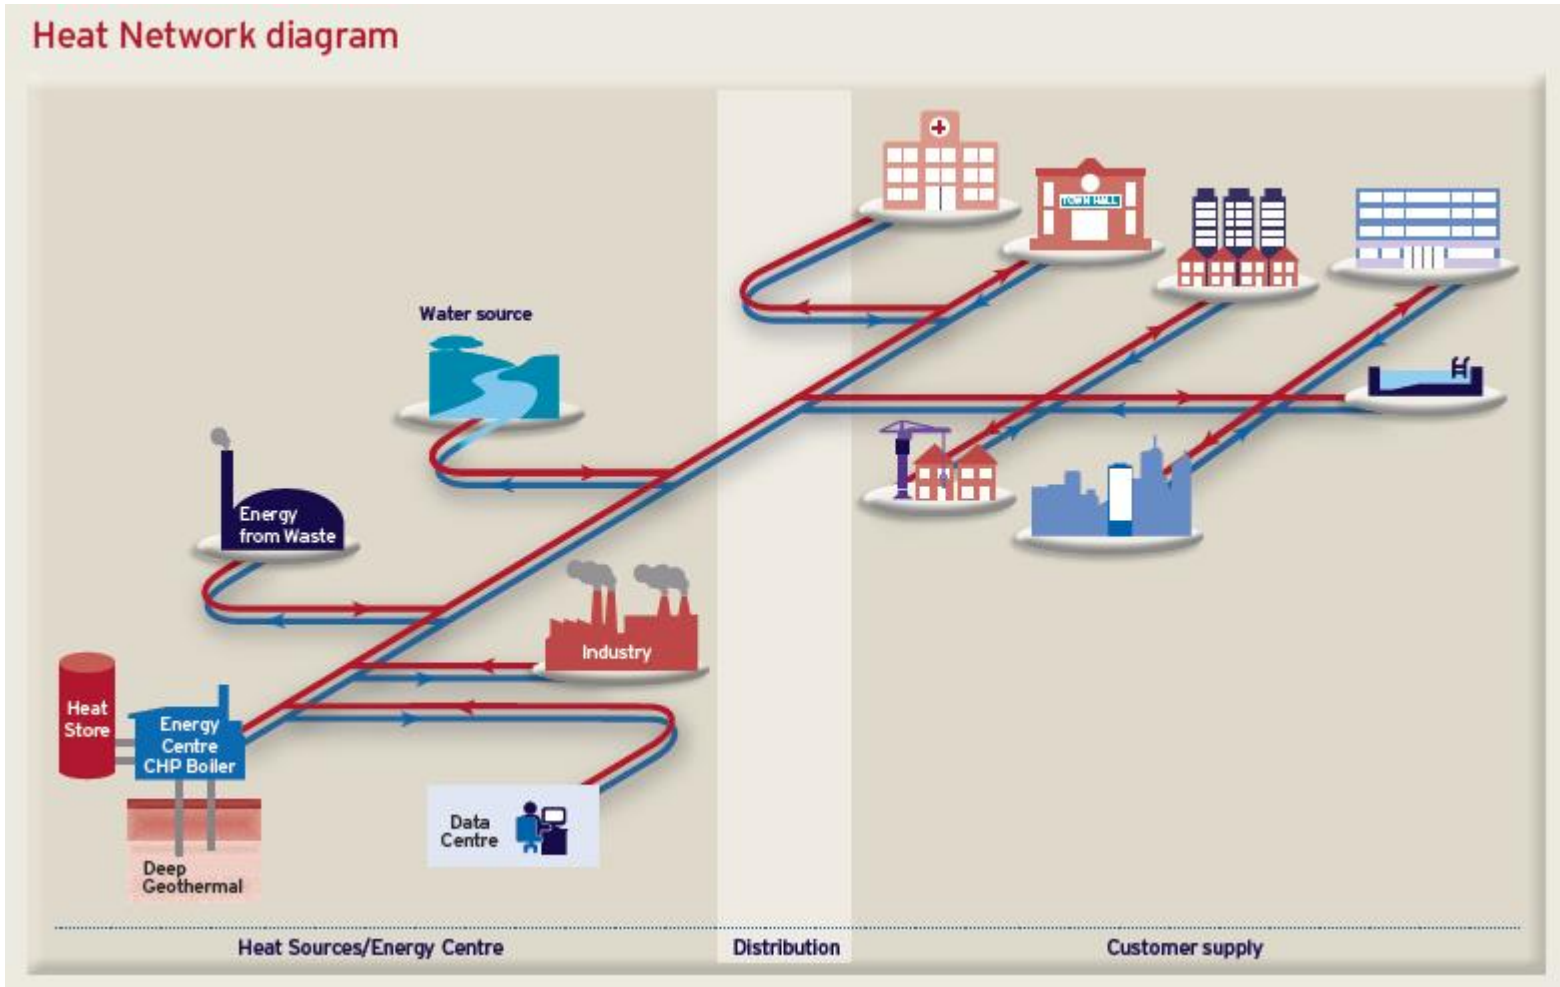 Heat Network diagram
TOWN HALL
Water source
Energy
from Waste
Industry
Heat
Store
Energy
Centre
CHP Boiler
Data
Centre
Deep
Geothermal
Heat Sources/Energy Centre
Distribution
Customer supply